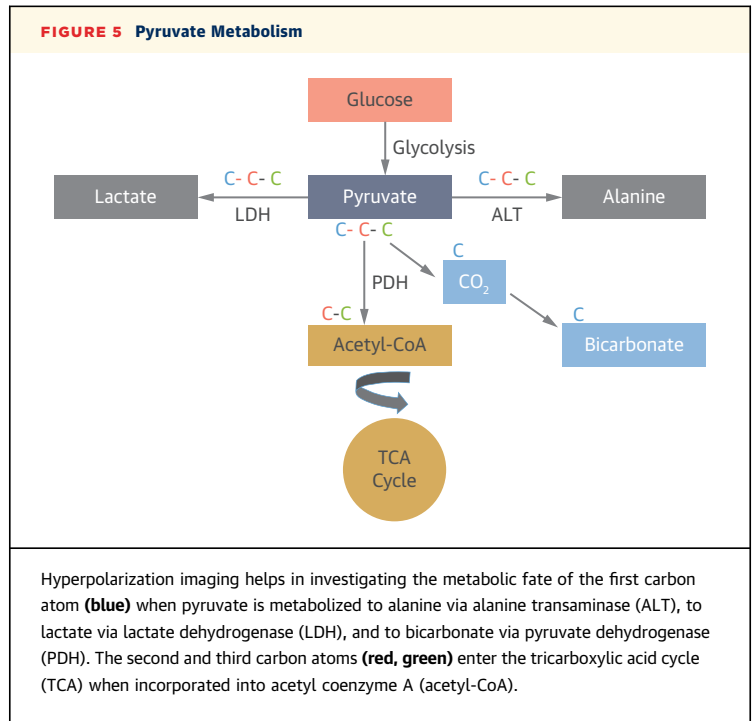 FIGURE 5 Pyruvate Metabolism
Glucose
Glycolysis
C- C- C
C- C- C
Lactate
Pyruvate
Alanine
LDH
ALT
C- C- C
C
PDH
CO₂
C-C
C
Acetyl-CoA
Bicarbonate
TCA
Cycle
Hyperpolarization imaging helps in investigating the metabolic fate of the first carbon
atom (blue) when pyruvate is metabolized to alanine via alanine transaminase (ALT), to
lactate via lactate dehydrogenase (LDH), and to bicarbonate via pyruvate dehydrogenase
(PDH). The second and third carbon atoms (red, green) enter the tricarboxylic acid cycle
(TCA) when incorporated into acetyl coenzyme A (acetyl-CoA).